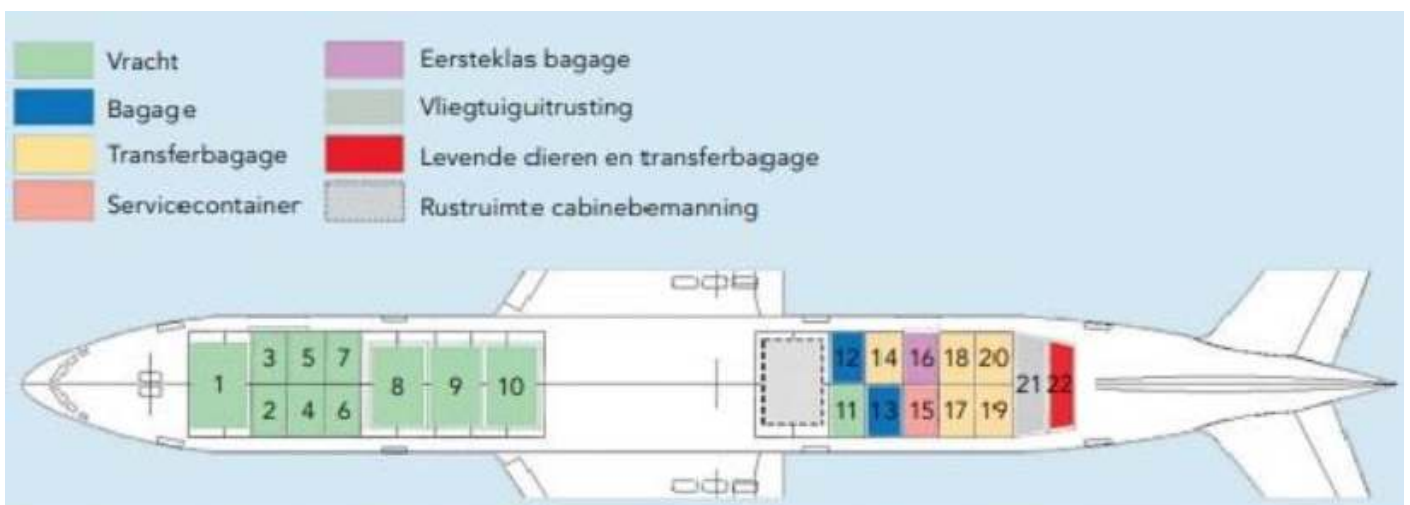 Vracht
Bagage
Transferbagage
Servicecontainer
Eersteklas bagage
Vliegtuiguitrusting
Levende dieren en transferbagage
Rustruimte cabinebemanning
3 5 7 12 14 16 18 20
1 8 9 10 21 22
2 4 6 11 13 15 17 19